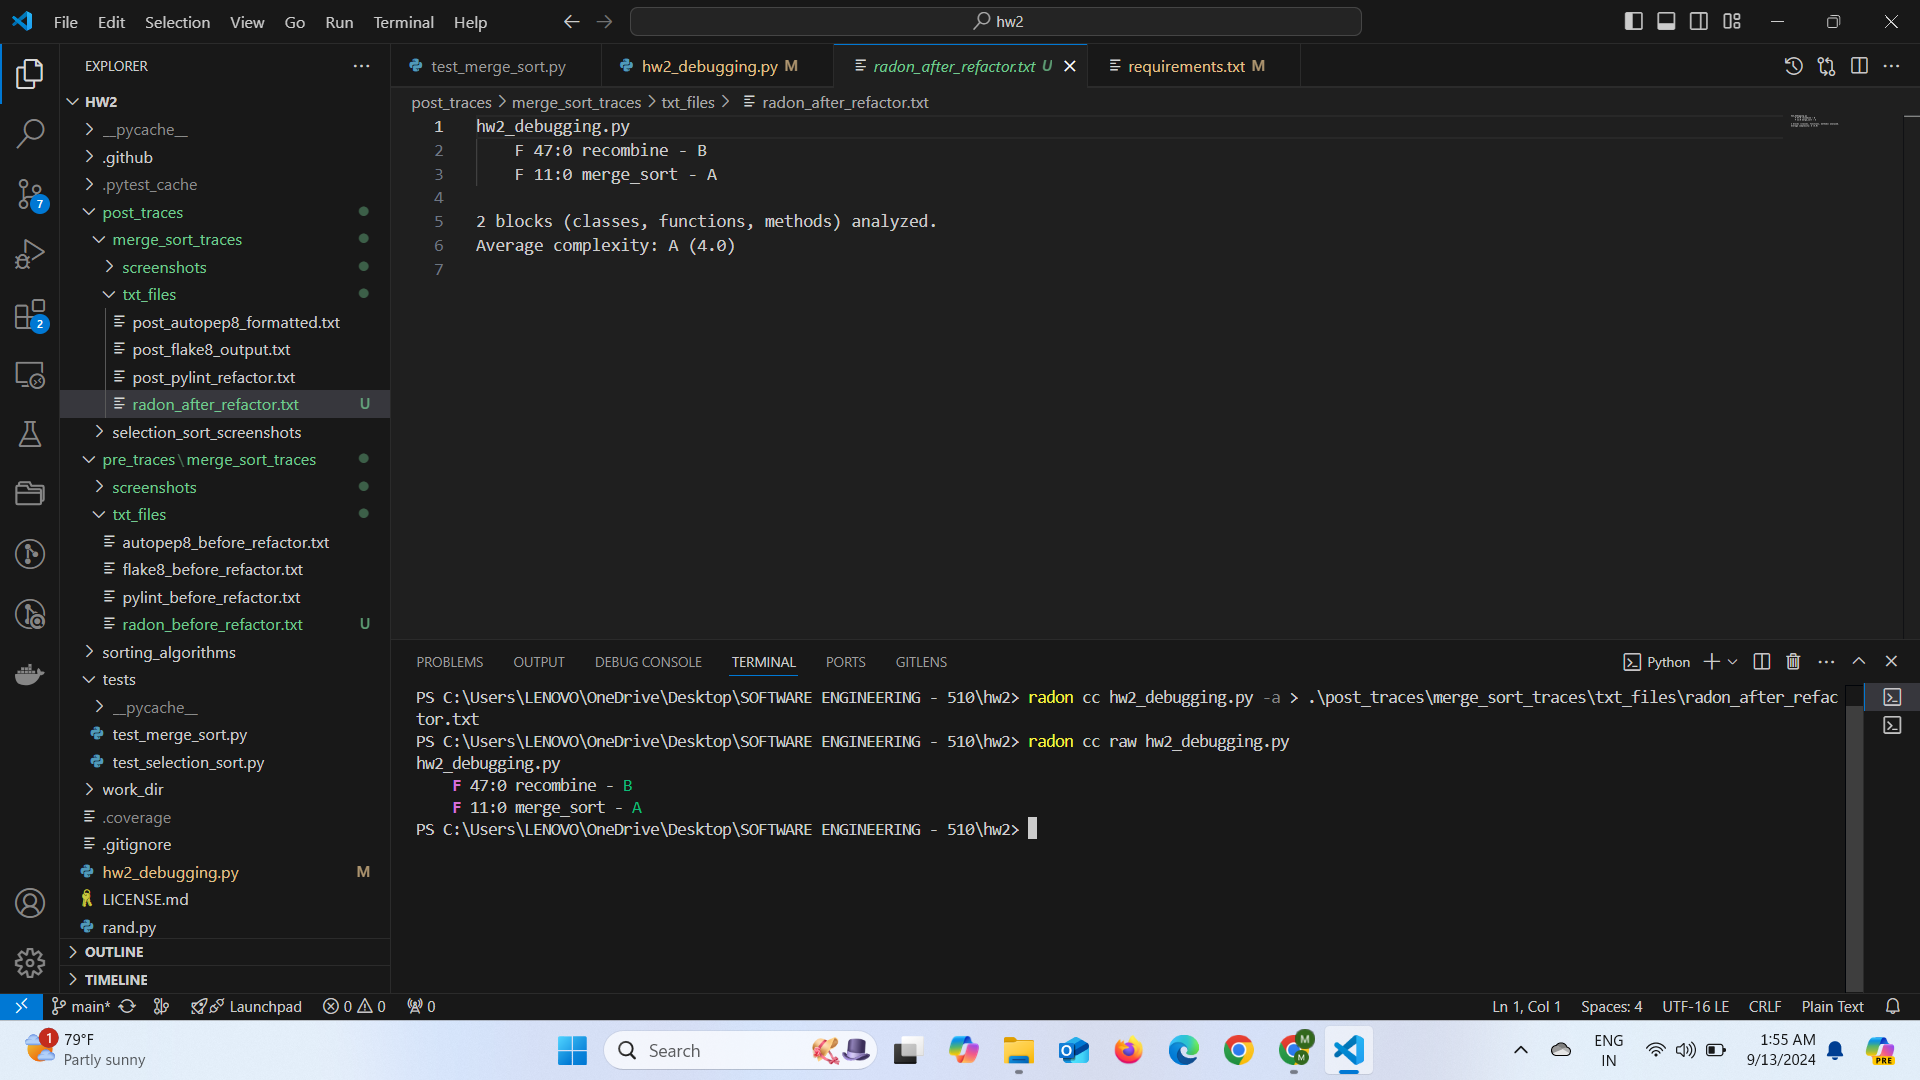 File Edit Selection View Go Run Terminal Help
hw2
EXPLORER
HW2
__pycache__
.github
.pytest_cache
post_traces
merge_sort_traces
screenshots
txt_files
post_autopep8_formatted.txt
post_flake8_output.txt
post_pylint_refactor.txt
radon_after_refactor.txt U
selection_sort_screenshots
pre_traces\merge_sort_traces
screenshots
txt_files
autopep8_before_refactor.txt
flake8_before_refactor.txt
pylint_before_refactor.txt
radon_before_refactor.txt U
sorting_algorithms
tests
__pycache__
test_merge_sort.py
test_selection_sort.py
work_dir
.coverage
.gitignore
hw2_debugging.py M
LICENSE.md
rand.py
OUTLINE
TIMELINE
7
2
test_merge_sort.py
hw2_debugging.py M
radon_after_refactor.txt U
requirements.txt M
post_traces > merge_sort_traces > txt_files > radon_after_refactor.txt
1 hw2_debugging.py
2 F 47:0 recombine - B
3 F 11:0 merge_sort - A
4
5 2 blocks (classes, functions, methods) analyzed.
6 Average complexity: A (4.0)
7
PROBLEMS OUTPUT DEBUG CONSOLE TERMINAL PORTS GITLENS
Python
PS C:\Users\LENOVO\OneDrive\Desktop\SOFTWARE ENGINEERING - 510\hw2> radon cc hw2_debugging.py -a > .\post_traces\merge_sort_traces\txt_files\radon_after_refac
tor.txt
PS C:\Users\LENOVO\OneDrive\Desktop\SOFTWARE ENGINEERING - 510\hw2> radon cc raw hw2_debugging.py
hw2_debugging.py
F 47:0 recombine - B
F 11:0 merge_sort - A
PS C:\Users\LENOVO\OneDrive\Desktop\SOFTWARE ENGINEERING - 510\hw2>
main* Launchpad 0 0 0
Ln 1, Col 1 Spaces: 4 UTF-16 LE CRLF Plain Text
1
79°F
Partly sunny
Search
M
M
PRE
ENG
IN
1:55 AM
9/13/2024